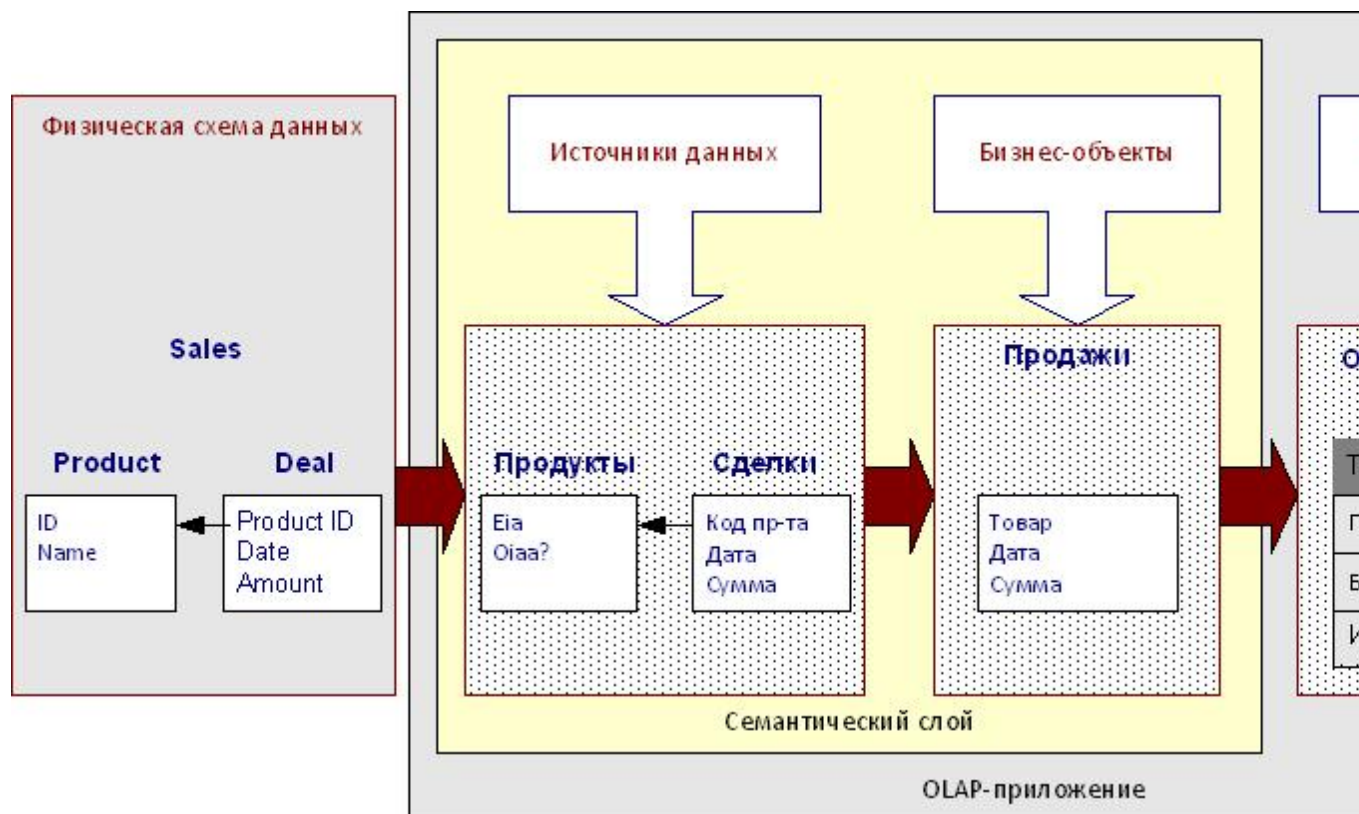 Физическая схема данных
Источники данных
Бизнес-объекты
Sales
Продажи
О
Product
Deal
Продукты
Сделки
Т
ID
Name
Product ID
Date
Amount
Eia
Oiaa?
Код пр-та
Дата
Сумма
Товар
Дата
Сумма
П
Б
И
Семантический слой
OLAP-приложение